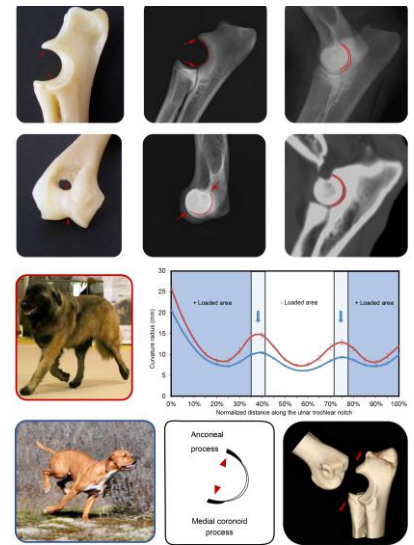 + Loaded area
- Loaded area
+ Loaded area
Curvature radius (mm)
35
30
25
20
15
10
5
0
0%
10%
20%
30%
40%
50%
60%
70%
80%
90%
100%
Normalized distance along the ulnar trochlear notch
Anconeal
process
Medial coronoid
process